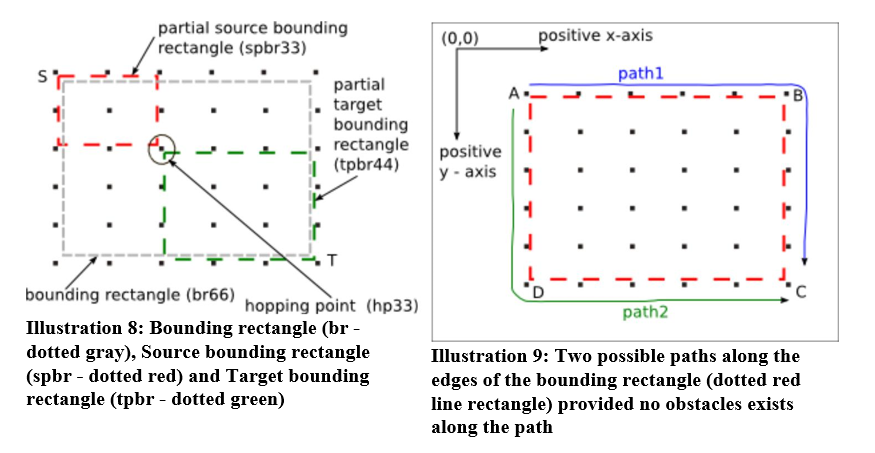 partial source bounding
rectangle (spbr33)
S
partial
target
bounding
rectangle
(tpbr44)
T
bounding rectangle (br66)
hopping point (hp33)
Illustration 8: Bounding rectangle (br -
dotted gray), Source bounding rectangle
(spbr - dotted red) and Target bounding
rectangle (tpbr - dotted green)
(0,0)
positive x-axis
path1
A
B
positive
y - axis
D
C
path2
Illustration 9: Two possible paths along the
edges of the bounding rectangle (dotted red
line rectangle) provided no obstacles exists
along the path